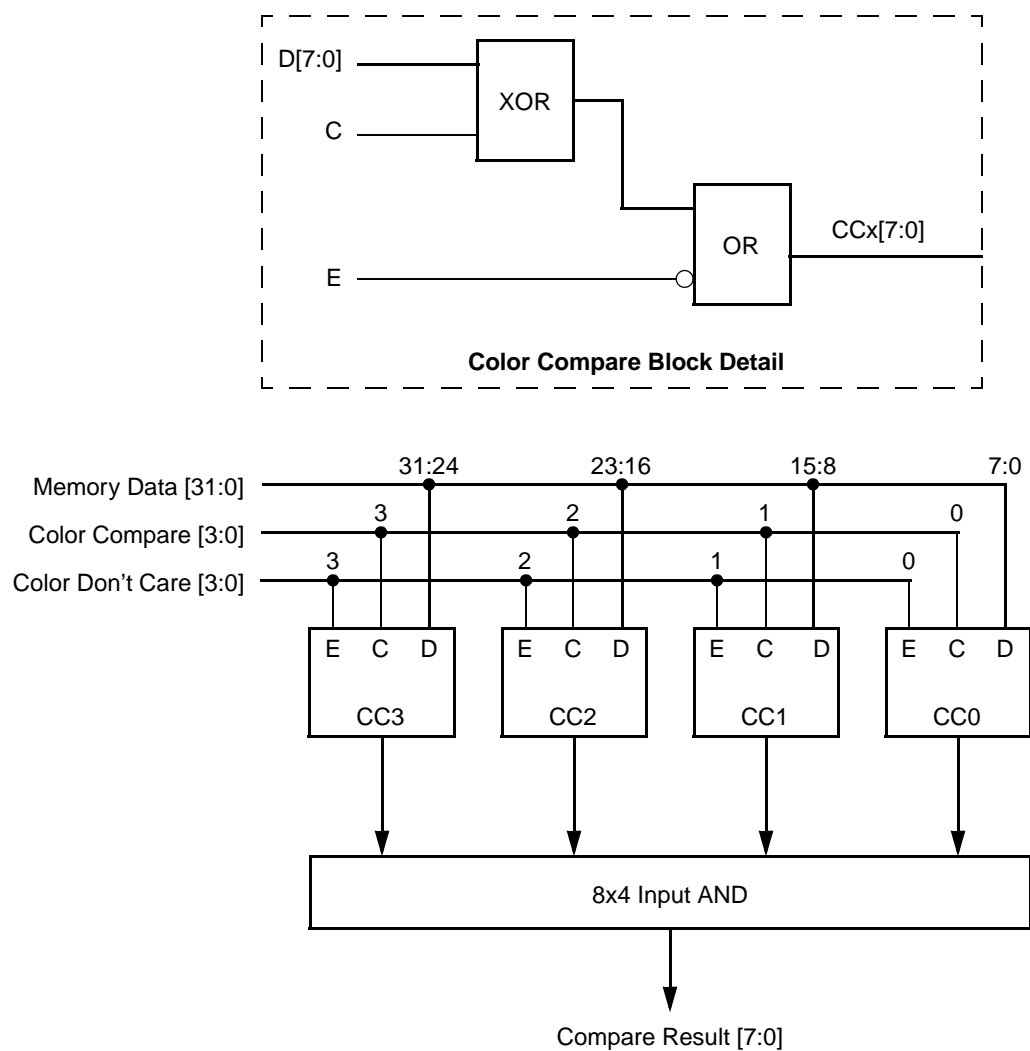 D[7:0]
XOR
C
OR
CCx[7:0]
E
Color Compare Block Detail
31:24 23:16 15:8 7:0
Memory Data [31:0]
3 2 1 0
Color Compare [3:0]
3 2 1 0
Color Don't Care [3:0]
E C D E C D E C D E C D
CC3 CC2 CC1 CC0
8x4 Input AND
Compare Result [7:0]